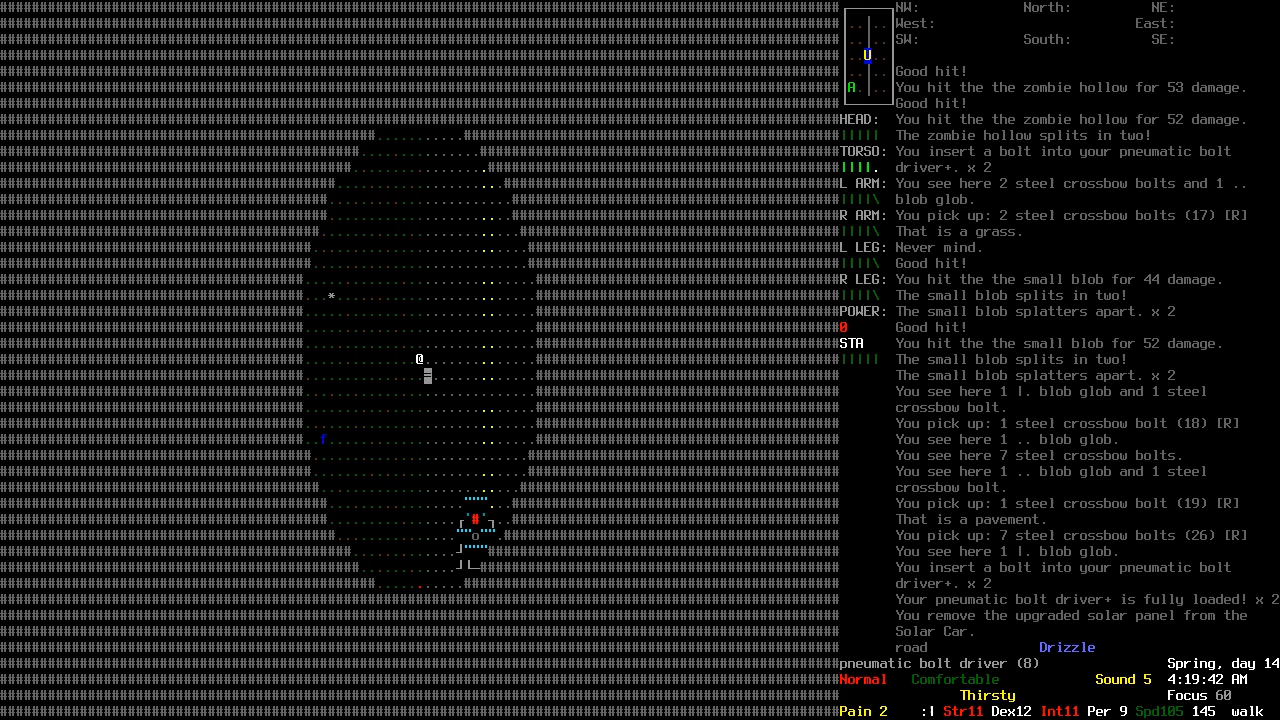 NW: North: NE:
West: East:
SW: South: SE:
U
A
Good hit!
You hit the the zombie hollow for 53 damage.
Good hit!
HEAD: You hit the the zombie hollow for 52 damage.
||||| The zombie hollow splits in two!
TORSO: You insert a bolt into your pneumatic bolt
||||. driver+. x 2
L ARM: You see here 2 steel crossbow bolts and 1 ..
||||\ blob glob.
R ARM: You pick up: 2 steel crossbow bolts (17) [R]
||||\ That is a grass.
L LEG: Never mind.
||||\ Good hit!
R LEG: You hit the the small blob for 44 damage.
||||\ The small blob splits in two!
POWER: The small blob splatters apart. x 2
0 Good hit!
STA You hit the the small blob for 52 damage.
||||| The small blob splits in two!
The small blob splatters apart. x 2
You see here 1 |. blob glob and 1 steel
crossbow bolt.
You pick up: 1 steel crossbow bolt (18) [R]
You see here 1 .. blob glob.
You see here 7 steel crossbow bolts.
You see here 1 .. blob glob and 1 steel
crossbow bolt.
You pick up: 1 steel crossbow bolt (19) [R]
That is a pavement.
You pick up: 7 steel crossbow bolts (26) [R]
You see here 1 |. blob glob.
You insert a bolt into your pneumatic bolt
driver+. x 2
Your pneumatic bolt driver+ is fully loaded! x 2
You remove the upgraded solar panel from the
Solar Car.
road Drizzle
pneumatic bolt driver (8) Spring, day 14
Normal Comfortable Sound 5 4:19:42 AM
Thirsty Focus 60
Pain 2 :| Str11 Dex12 Int11 Per 9 Spd105 145 walk